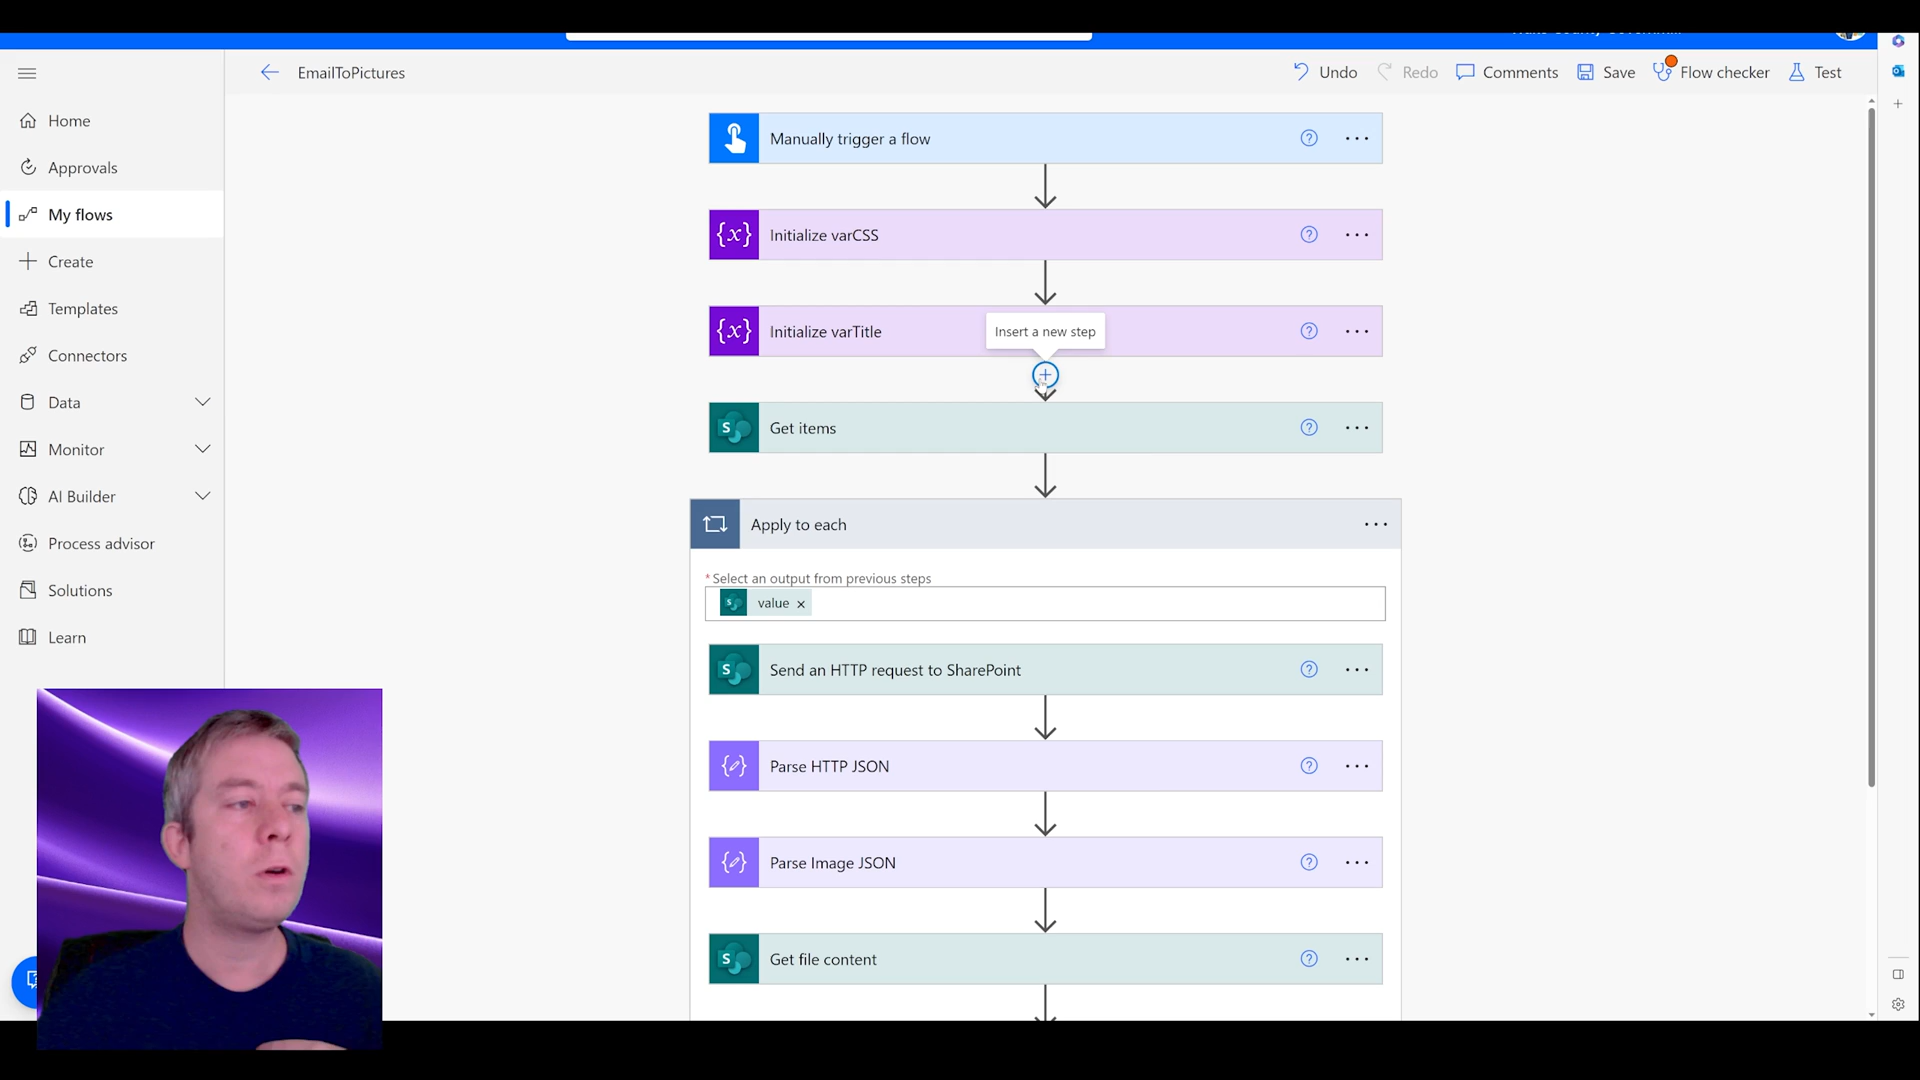 EmailToPictures
Undo
Redo
Comments
Save
Flow checker
Test
Home
Approvals
My flows
Create
Templates
Connectors
Data
Monitor
AI Builder
Process advisor
Solutions
Learn
Manually trigger a flow
{x} Initialize varCSS
{x} Initialize varTitle
Insert a new step
S Get items
Apply to each
* Select an output from previous steps
S value ×
S Send an HTTP request to SharePoint
Parse HTTP JSON
Parse Image JSON
S Get file content